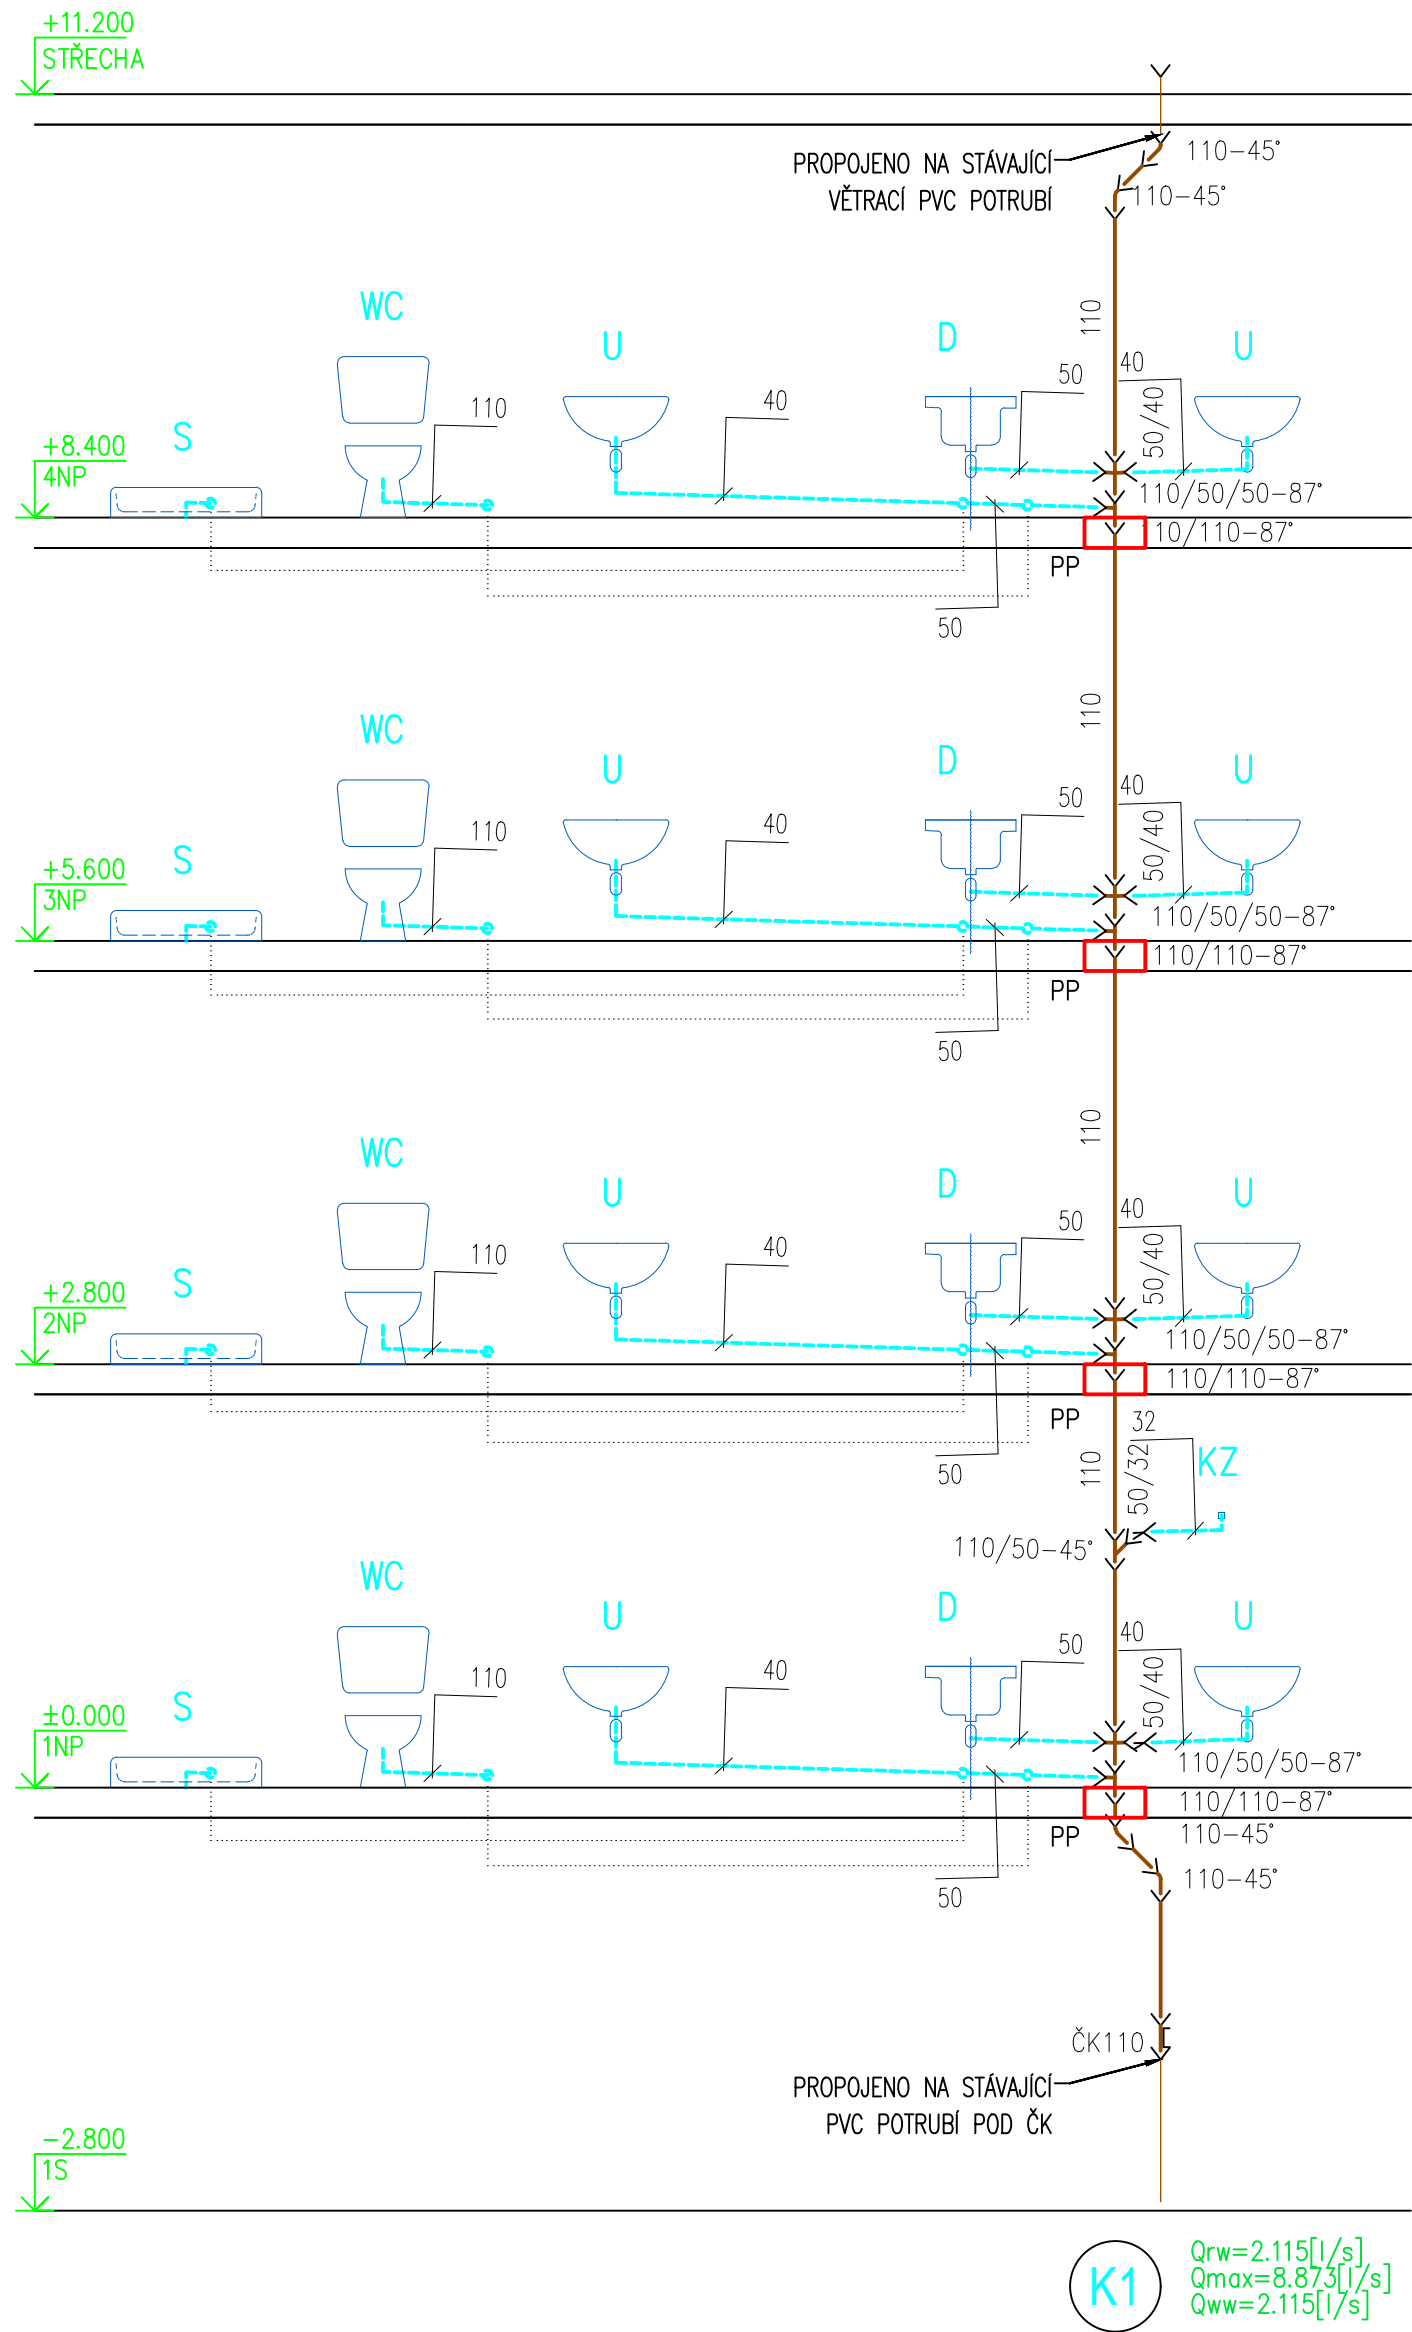 +11.200
STŘECHA
110-45°
PROPOJENO NA STÁVAJÍCÍ
VĚTRACÍ PVC POTRUBÍ
110-45°
110
WC
U
D
U
40
50
50/40
110
40
S
+8.400
4NP
110/50/50-87°
10/110-87°
PP
50
110
WC
U
D
U
40
50
50/40
110
40
S
+5.600
3NP
110/50/50-87°
110/110-87°
PP
50
110
WC
U
D
U
40
50
50/40
110
40
S
+2.800
2NP
110/50/50-87°
110/110-87°
PP
32
50
110
50/32
KZ
110/50-45°
WC
U
D
U
40
50
50/40
110
40
S
±0.000
1NP
110/50/50-87°
110/110-87°
PP
110-45°
110-45°
50
ČK110
PROPOJENO NA STÁVAJÍCÍ
PVC POTRUBÍ POD ČK
-2.800
1S
K1
Qrw=2.115[l/s]
Qmax=8.873[l/s]
Qww=2.115[l/s]